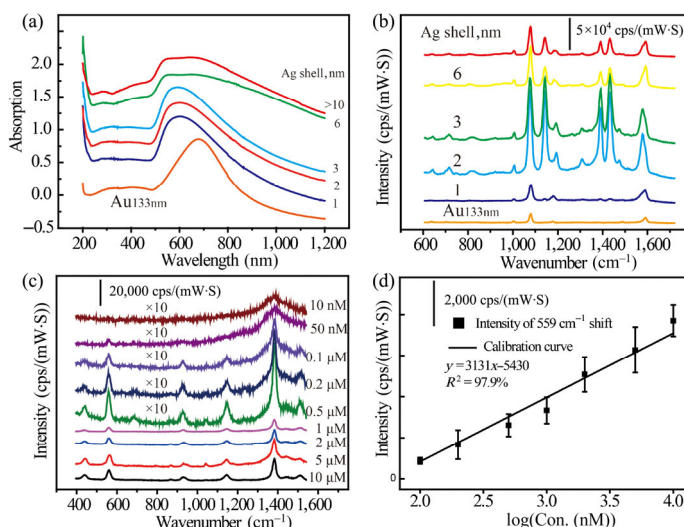 (a)
Ag shell, nm
>10
6
3
2
1
Au133nm
Absorption
2.0
1.5
1.0
0.5
0.0
−0.5
200 400 600 800 1,000 1,200
Wavelength (nm)
(b)
5×10⁴ cps/(mW·S)
Ag shell, nm
6
3
2
1
Au133nm
Intensity (cps/(mW·S))
600 800 1,000 1,200 1,400 1,600
Wavenumber (cm⁻¹)
(c)
20,000 cps/(mW·S)
×10 10 nM
×10 50 nM
×10 0.1 μM
×10 0.2 μM
×10 0.5 μM
1 μM
2 μM
5 μM
10 μM
Intensity (cps/(mW·S))
400 600 800 1,000 1,200 1,400 1,600
Wavenumber (cm⁻¹)
(d)
2,000 cps/(mW·S)
Intensity of 559 cm⁻¹ shift
Calibration curve
y=3131x–5430
R²=97.9%
Intensity (cps/(mW·S))
0
2.0 2.5 3.0 3.5 4.0
log(Con. (nM))